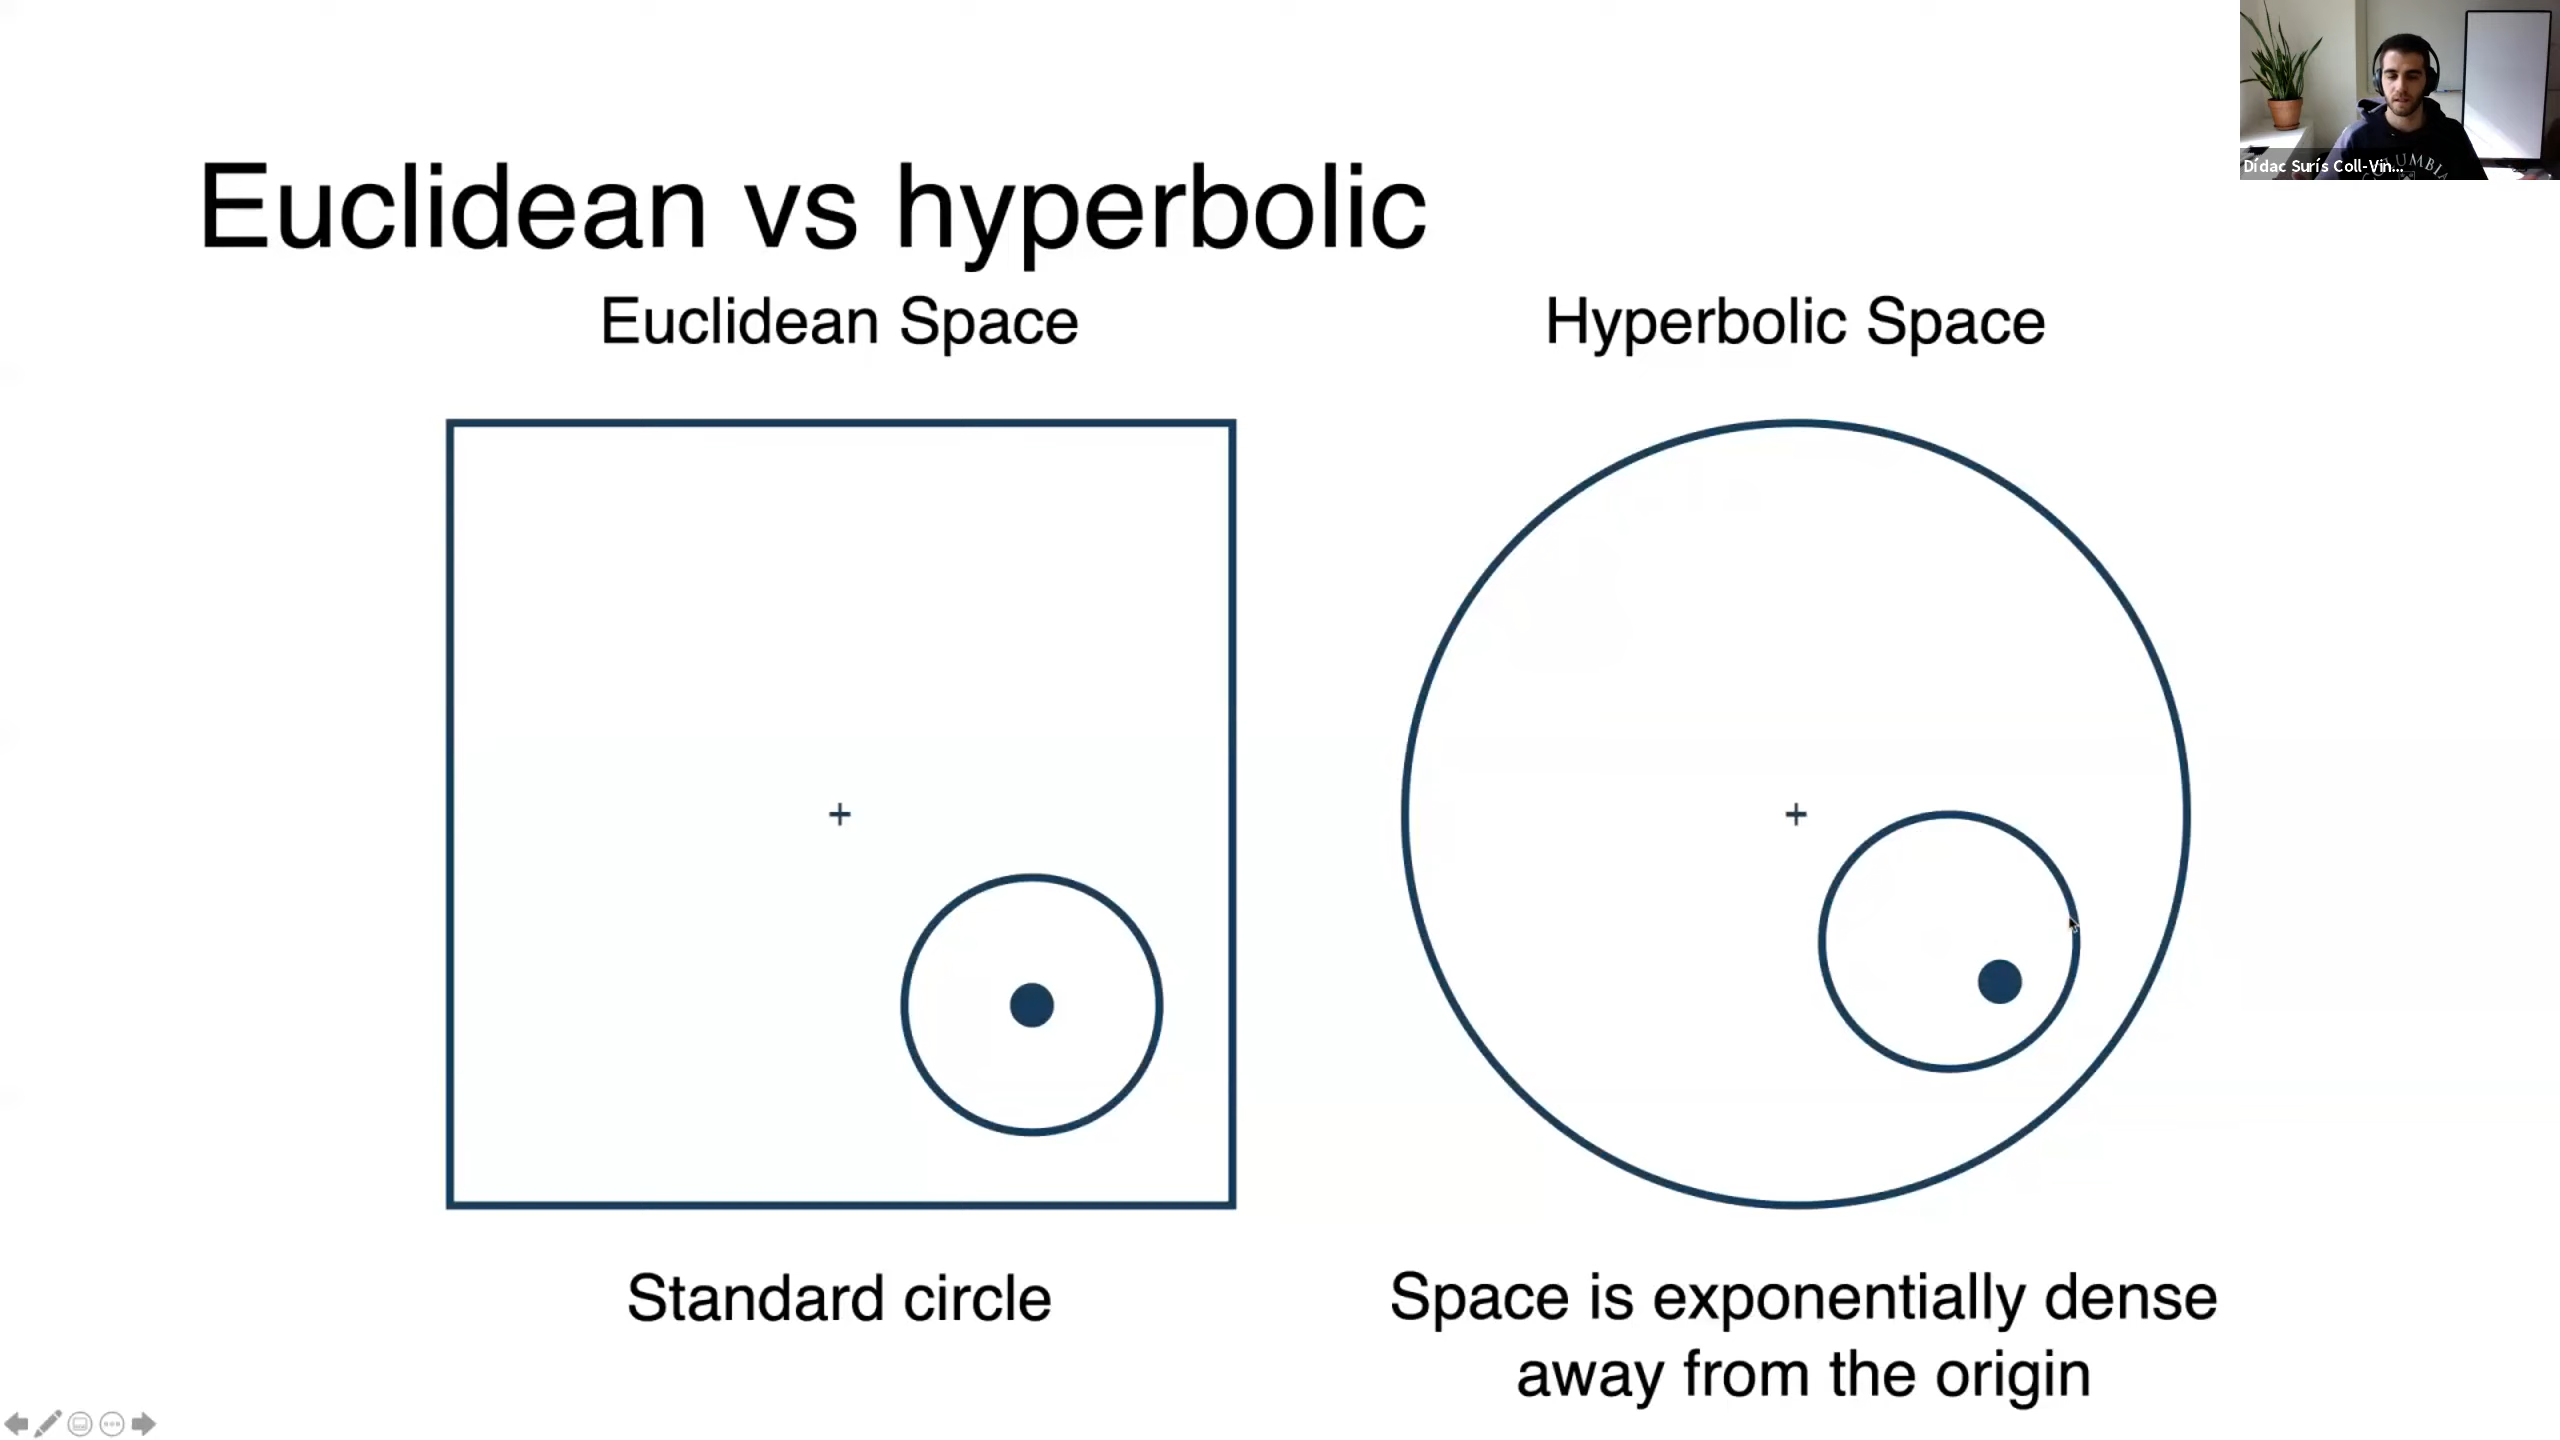 Dídac Surís Coll-Vin...
Euclidean vs hyperbolic
Euclidean Space
Hyperbolic Space
Standard circle
Space is exponentially dense
away from the origin